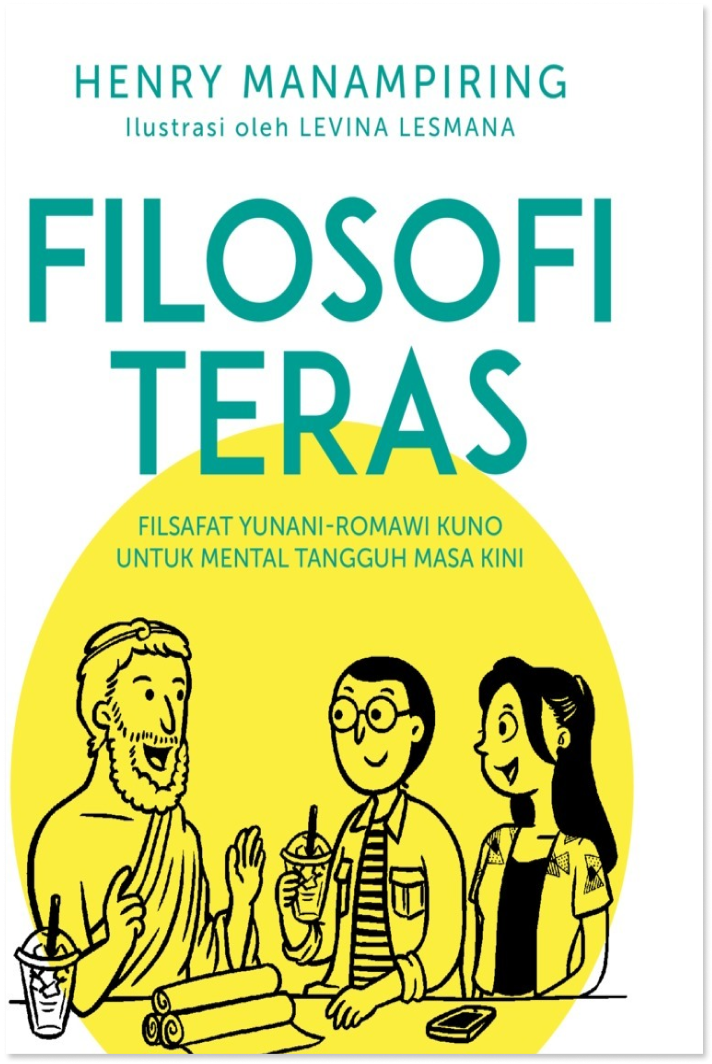 HENRY MANAMPIRING
Ilustrasi oleh LEVINA LESMANA
FILOSOFI
TERAS
FILSAFAT YUNANI-ROMAWI KUNO
UNTUK MENTAL TANGGUH MASA KINI